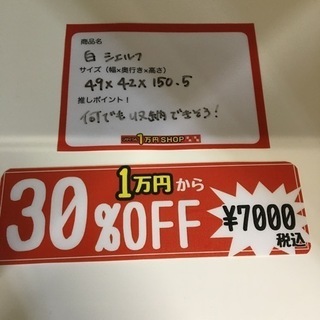 商品名
白 シェルフ
サイズ（幅×奥行き×高さ）
49×42×150.5
推しポイント！
何でも収納できそう！
1万円SHOP
1万円から
30%OFF
¥7000
税込